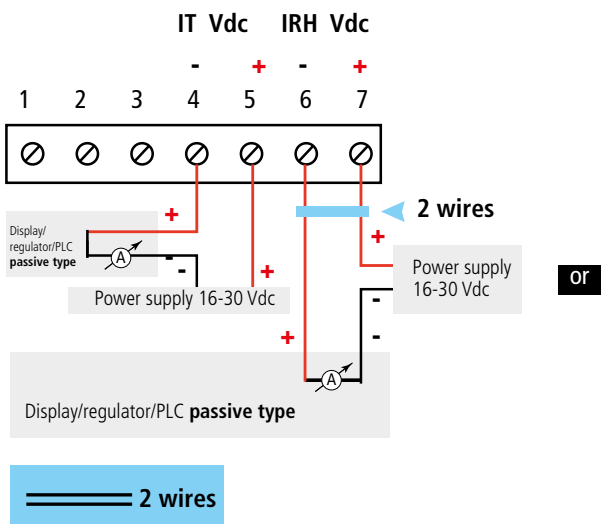 IT Vdc IRH Vdc
- + - +
1 2 3 4 5 6 7
2 wires
+
Display/
regulator/PLC
passive type
A
-
-
+
Power supply 16-30 Vdc
+
Power supply
16-30 Vdc
-
-
or
+
A
Display/regulator/PLC passive type
2 wires